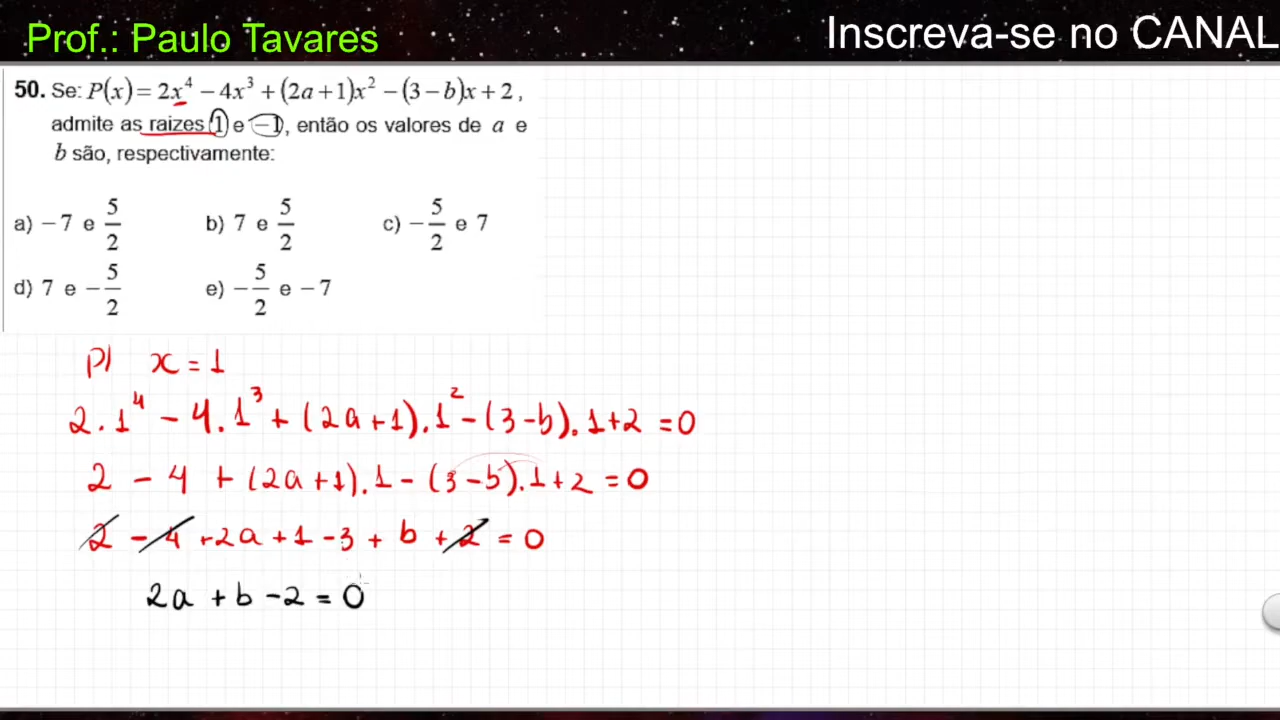 Prof.: Paulo Tavares
Inscreva-se no CANAL
50. Se: P(x) = 2x⁴ − 4x³ + (2a+1)x² − (3−b)x + 2,
admite as raizes 1 e −1, então os valores de a e
b são, respectivamente:
a) −7 e 5/2 b) 7 e 5/2 c) −5/2 e 7
d) 7 e −5/2 e) −5/2 e −7
p/ x = 1
2 . 1⁴ − 4 . 1³ + (2a+1) . 1² − (3−b) . 1 + 2 = 0
2 − 4 + (2a+1) . 1 − (3−b) . 1 + 2 = 0
2 − 4 + 2a + 1 − 3 + b + 2 = 0
2a + b − 2 = 0